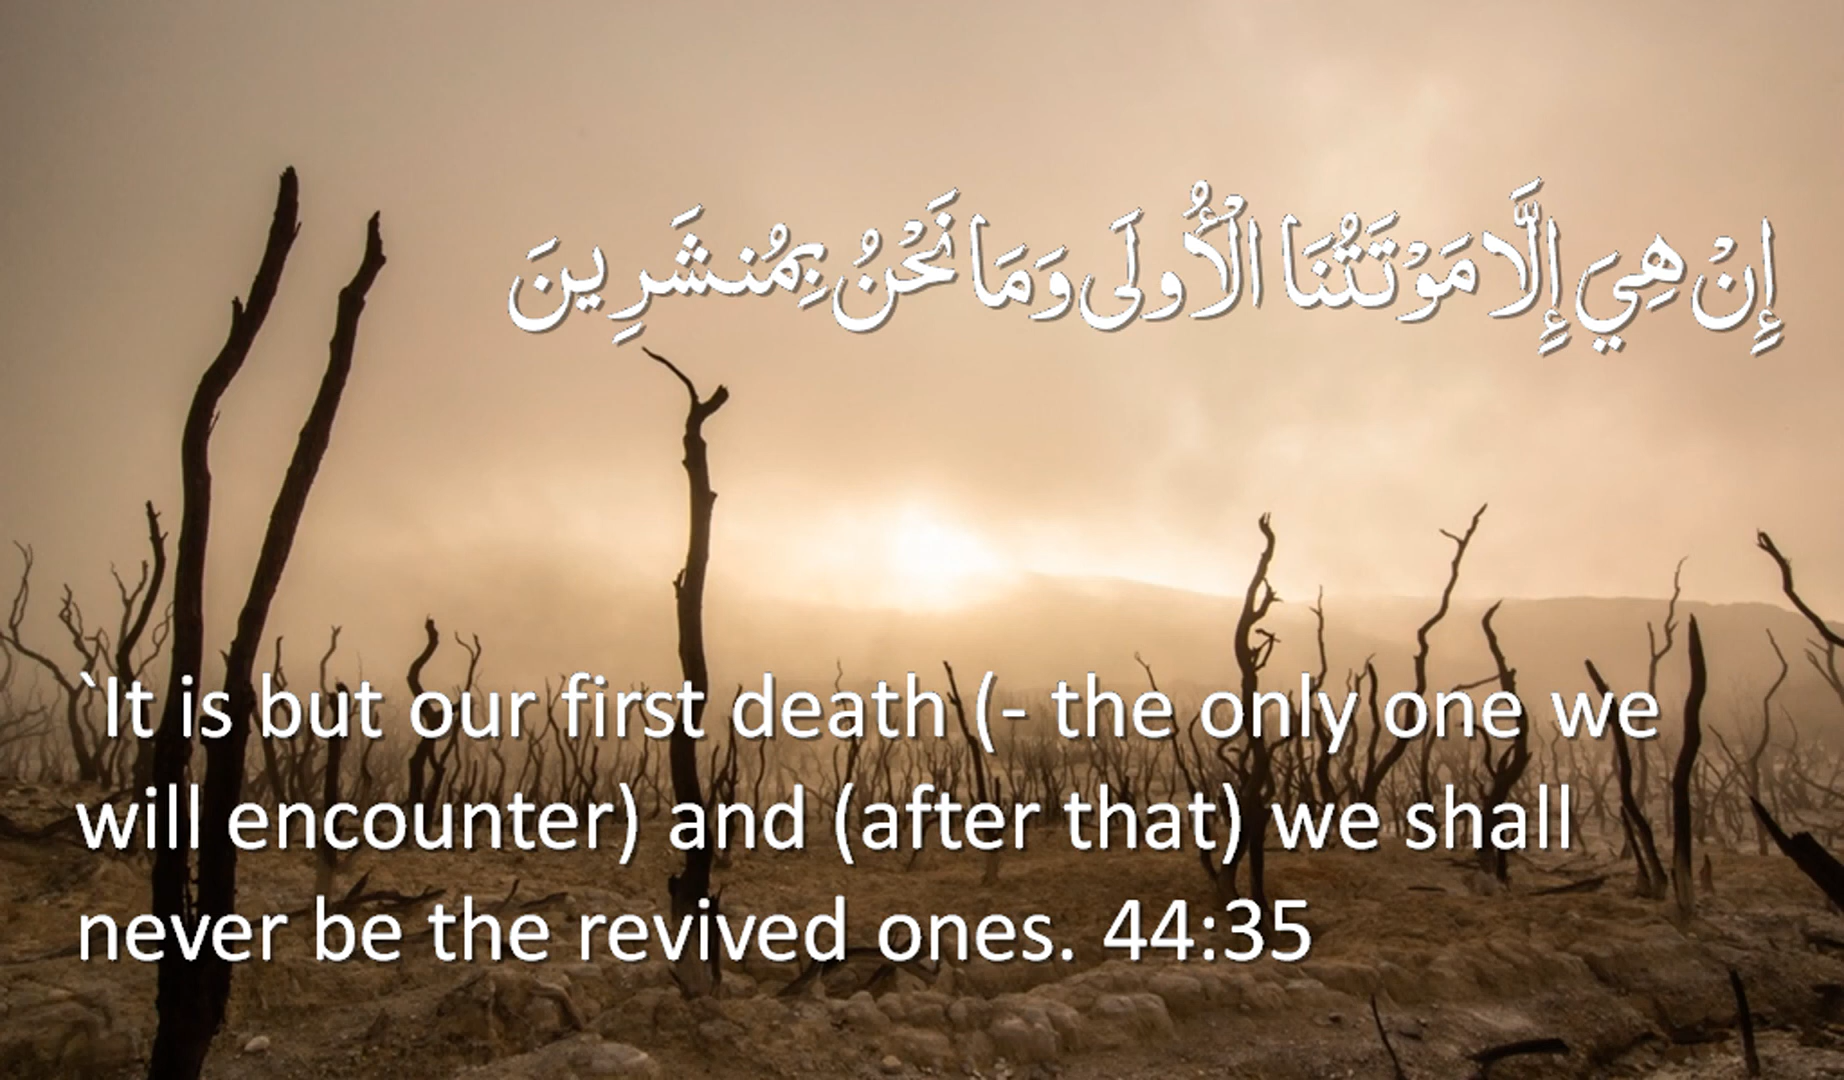 إِنْ هِيَ إِلَّا مَوْتَتُنَا الْأُولَى وَمَا نَحْنُ بِمُنشَرِينَ
`It is but our first death (- the only one we
will encounter) and (after that) we shall
never be the revived ones. 44:35